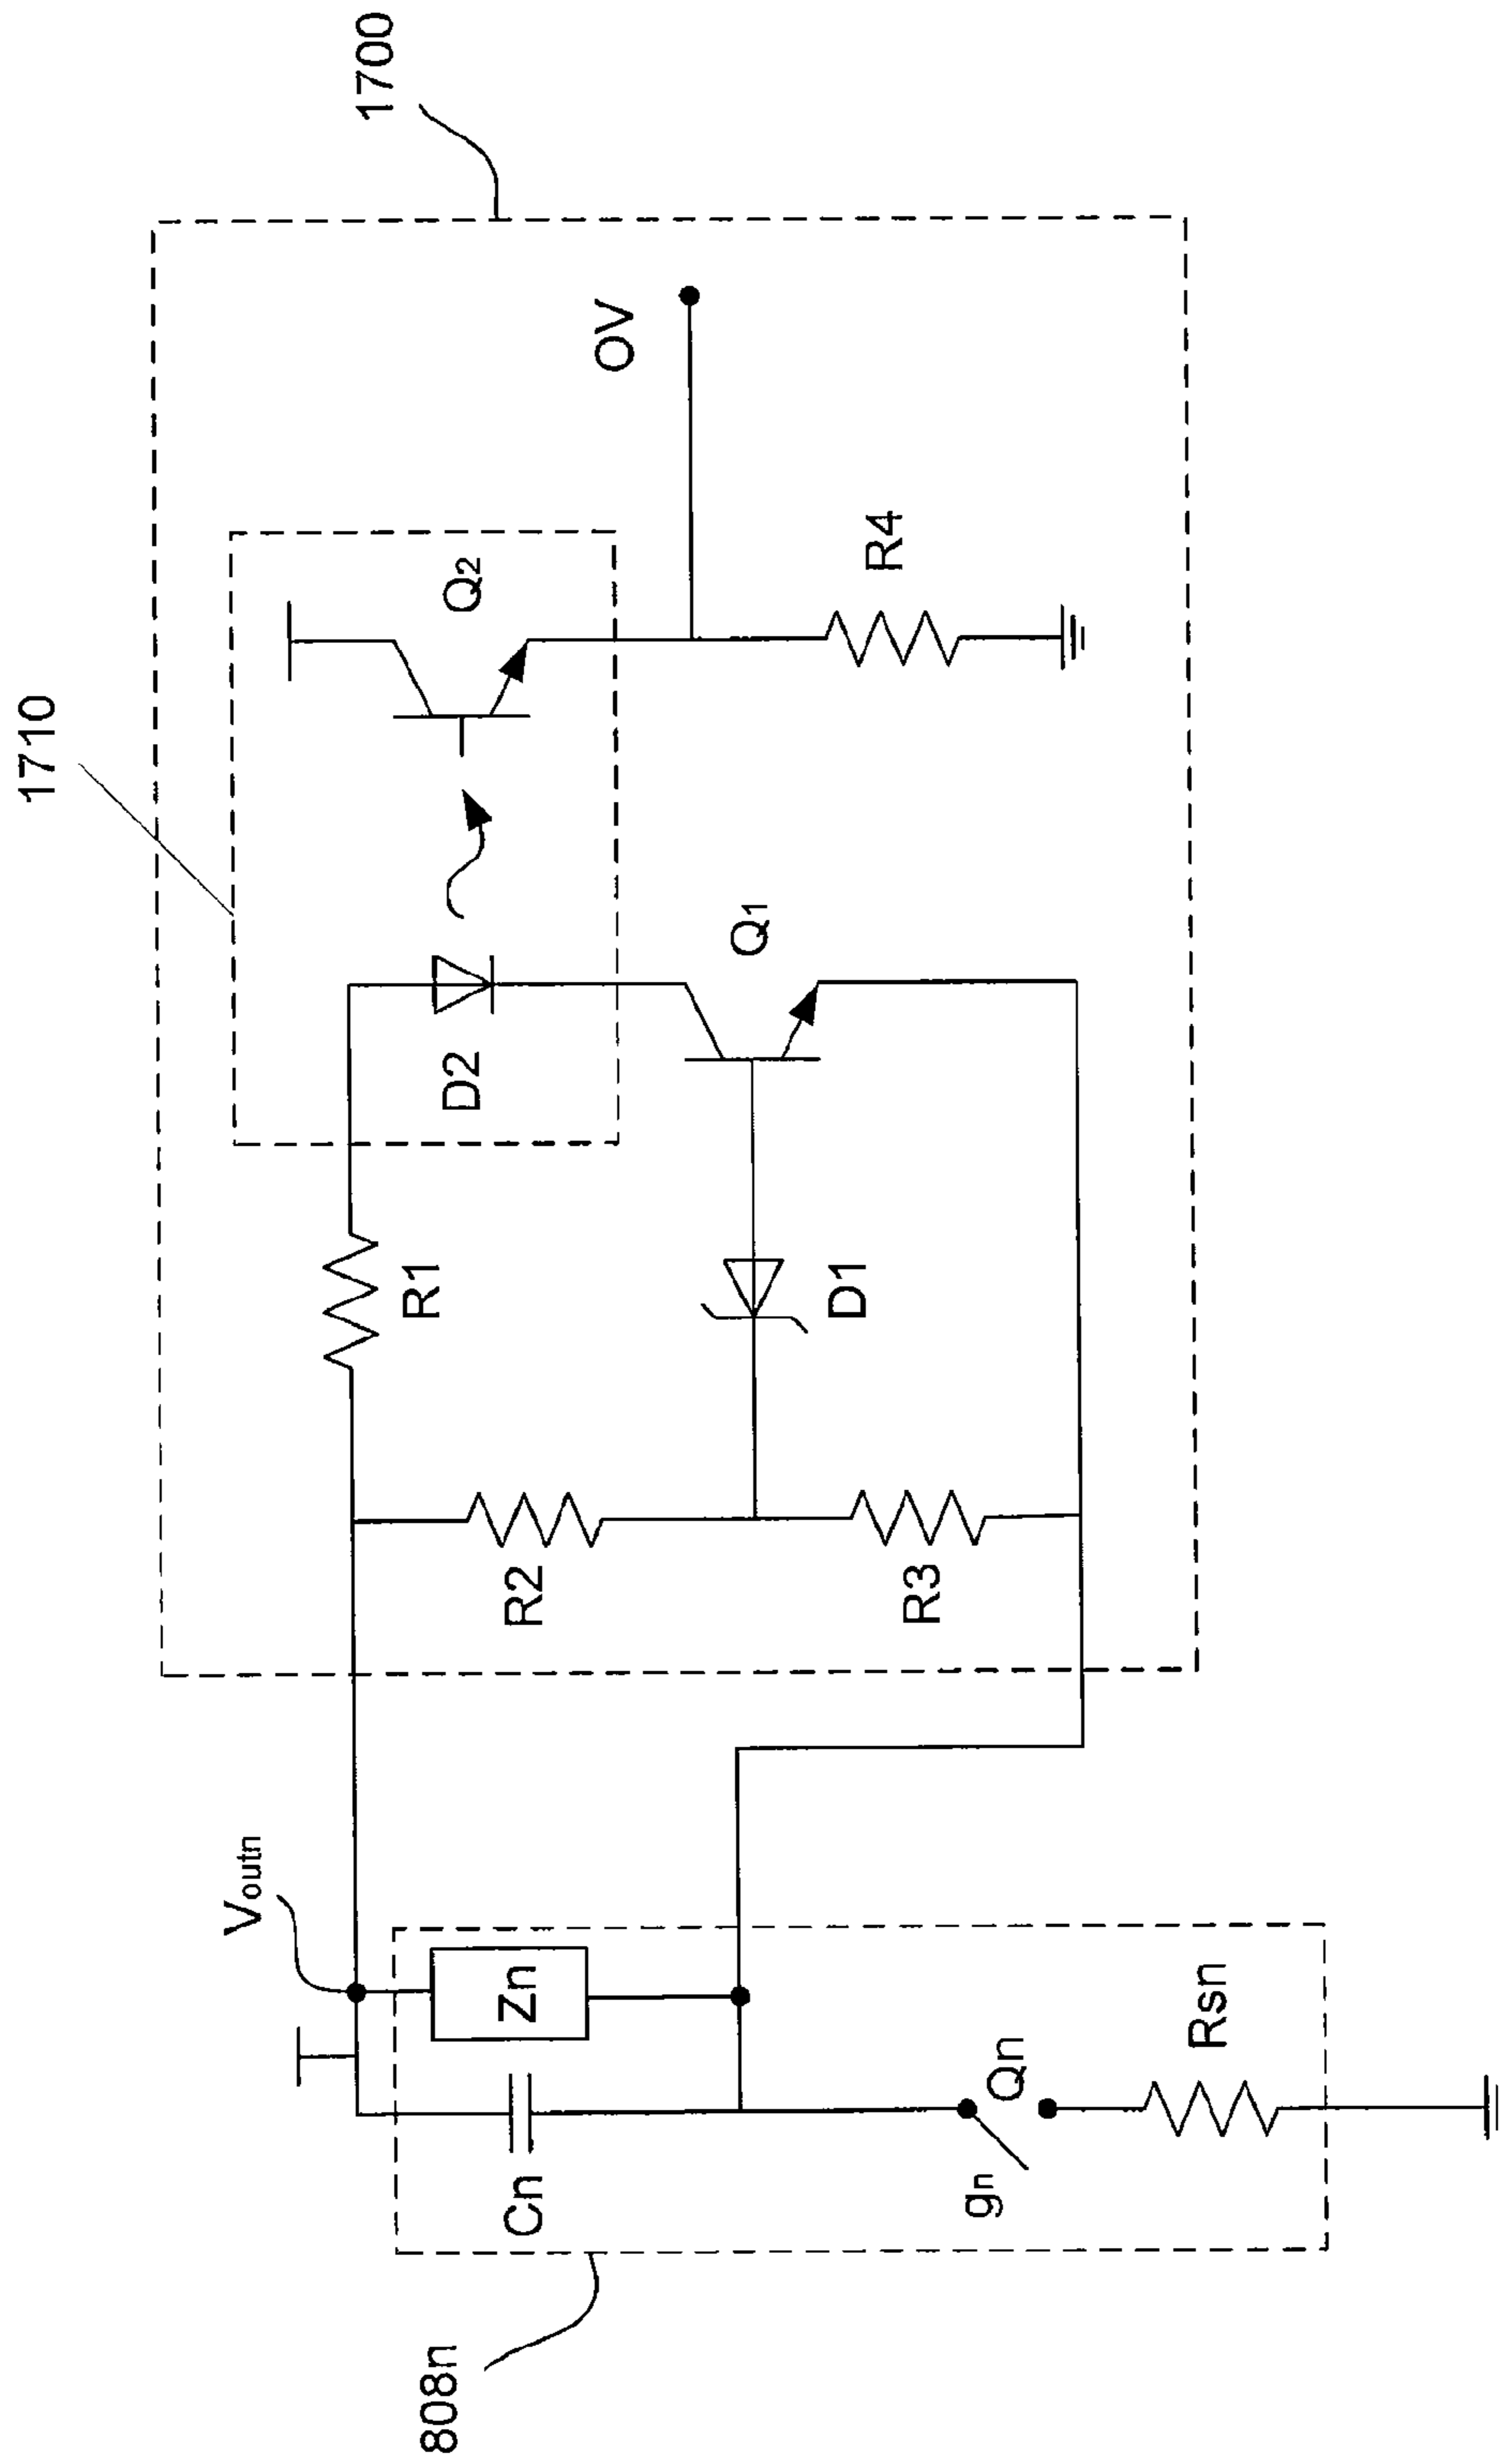 1710
1700
OV
Q2
R4
D2
Q1
R1
D1
R2
R3
Voutn
Zn
Cn
Qn
gn
Rsn
808n